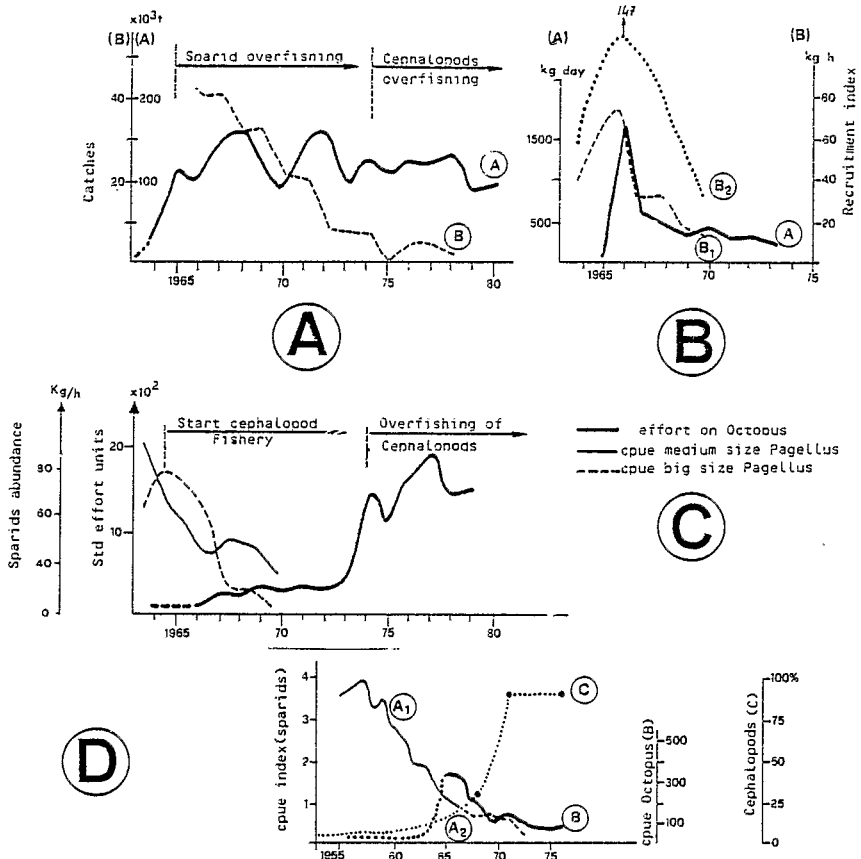 x10³t
(B) (A)
Sparid overfisning
Cephalopods
overfisning
40
200
20
100
Catches
A
B
1965
70
75
80
A
147
(A)
(B)
kg day
kg h
1500
500
60
40
20
Recruitment index
B₂
B₁
A
1965
70
75
B
Kg/h
x10²
Start cephalopod
Fishery
Overfishing of
Cephalopods
Sparids abundance
80
60
40
0
Std effort units
20
10
1965
70
75
80
effort on Octopus
cpue medium size Pagellus
cpue big size Pagellus
C
D
cpue index(sparids)
4
3
2
1
A₁
A₂
B
C
1955
60
65
70
75
cpue Octopus(B)
500
300
100
Cephalopods (C)
100%
75
50
25
0